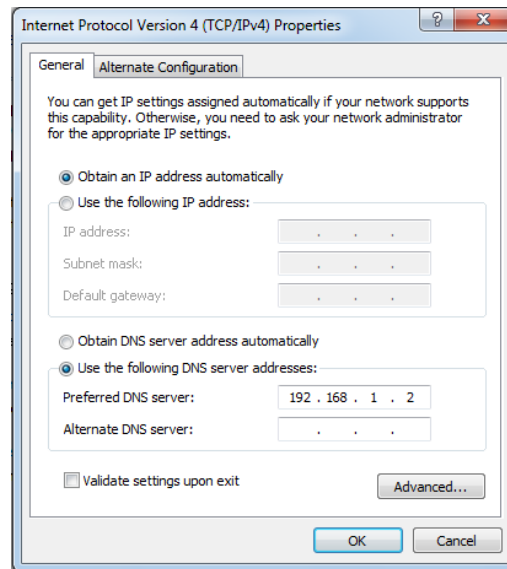 Internet Protocol Version 4 (TCP/IPv4) Properties
General
Alternate Configuration
You can get IP settings assigned automatically if your network supports
this capability. Otherwise, you need to ask your network administrator
for the appropriate IP settings.
Obtain an IP address automatically
Use the following IP address:
IP address: . . .
Subnet mask: . . .
Default gateway: . . .
Obtain DNS server address automatically
Use the following DNS server addresses:
Preferred DNS server: 192 . 168 . 1 . 2
Alternate DNS server: . . .
Validate settings upon exit
Advanced...
OK
Cancel